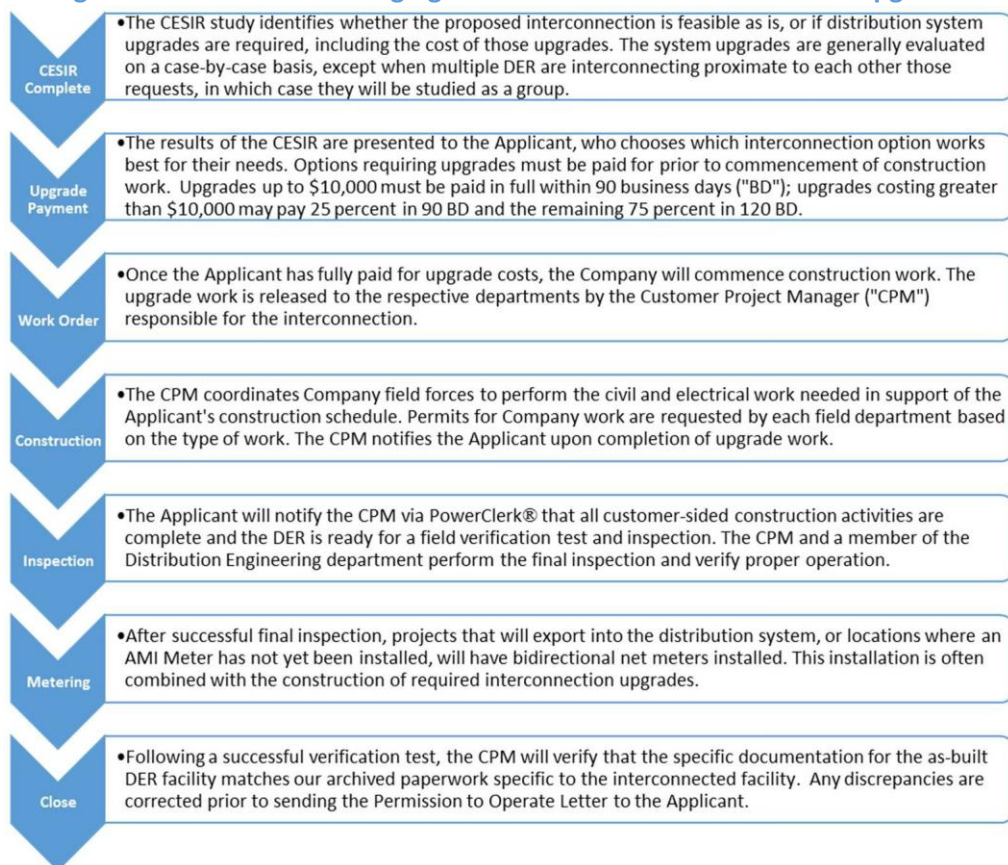 •The CESIR study identifies whether the proposed interconnection is feasible as is, or if distribution system
upgrades are required, including the cost of those upgrades. The system upgrades are generally evaluated
on a case-by-case basis, except when multiple DER are interconnecting proximate to each other those
requests, in which case they will be studied as a group.
CESIR
Complete
•The results of the CESIR are presented to the Applicant, who chooses which interconnection option works
best for their needs. Options requiring upgrades must be paid for prior to commencement of construction
work. Upgrades up to $10,000 must be paid in full within 90 business days ("BD"); upgrades costing greater
than $10,000 may pay 25 percent in 90 BD and the remaining 75 percent in 120 BD.
Upgrade
Payment
•Once the Applicant has fully paid for upgrade costs, the Company will commence construction work. The
upgrade work is released to the respective departments by the Customer Project Manager ("CPM")
responsible for the interconnection.
Work Order
•The CPM coordinates Company field forces to perform the civil and electrical work needed in support of the
Applicant's construction schedule. Permits for Company work are requested by each field department based
on the type of work. The CPM notifies the Applicant upon completion of upgrade work.
Construction
•The Applicant will notify the CPM via PowerClerk® that all customer-sided construction activities are
complete and the DER is ready for a field verification test and inspection. The CPM and a member of the
Distribution Engineering department perform the final inspection and verify proper operation.
Inspection
•After successful final inspection, projects that will export into the distribution system, or locations where an
AMI Meter has not yet been installed, will have bidirectional net meters installed. This installation is often
combined with the construction of required interconnection upgrades.
Metering
•Following a successful verification test, the CPM will verify that the specific documentation for the as-built
DER facility matches our archived paperwork specific to the interconnected facility. Any discrepancies are
corrected prior to sending the Permission to Operate Letter to the Applicant.
Close